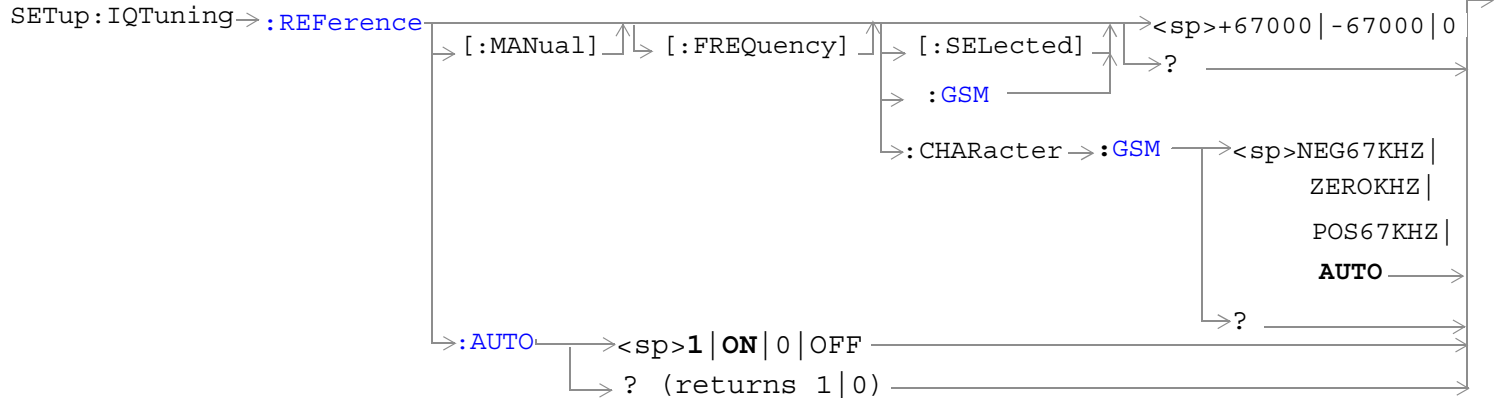 SETup:IQTuning :REFerence <sp>+67000|-67000|0
[:MANual] [:FREQuency] [:SELected] ?
:GSM
:CHARacter :GSM <sp>NEG67KHZ|
ZEROKHZ|
POS67KHZ|
AUTO
?
:AUTO <sp>1|ON|0|OFF
? (returns 1|0)